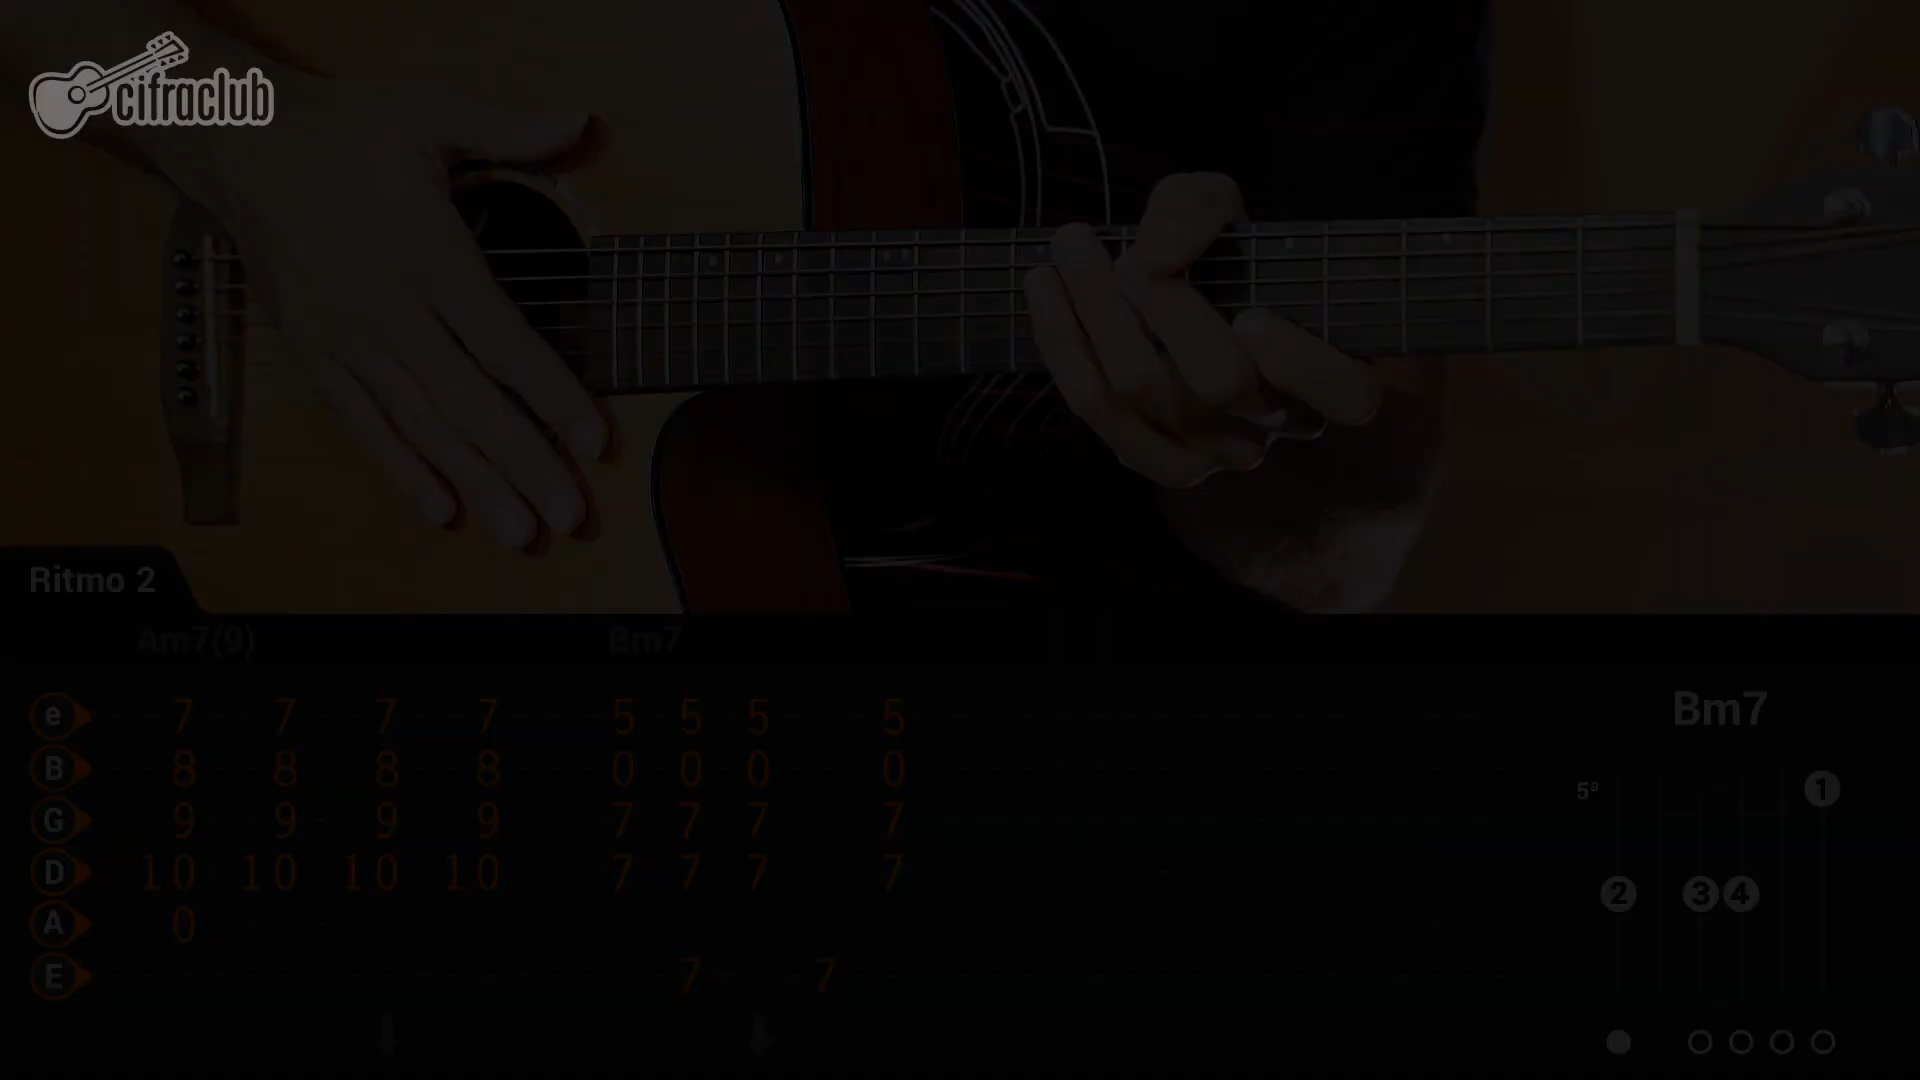 cifraclub
Ritmo 2
Am7(9) Bm7
e 7 7 7 7 5 5 5 5
B 8 8 8 8 0 0 0 0
G 9 9 9 9 7 7 7 7
D 10 10 10 10 7 7 7 7
A 0
E 7 7
Bm7
5ª 1
2 3 4